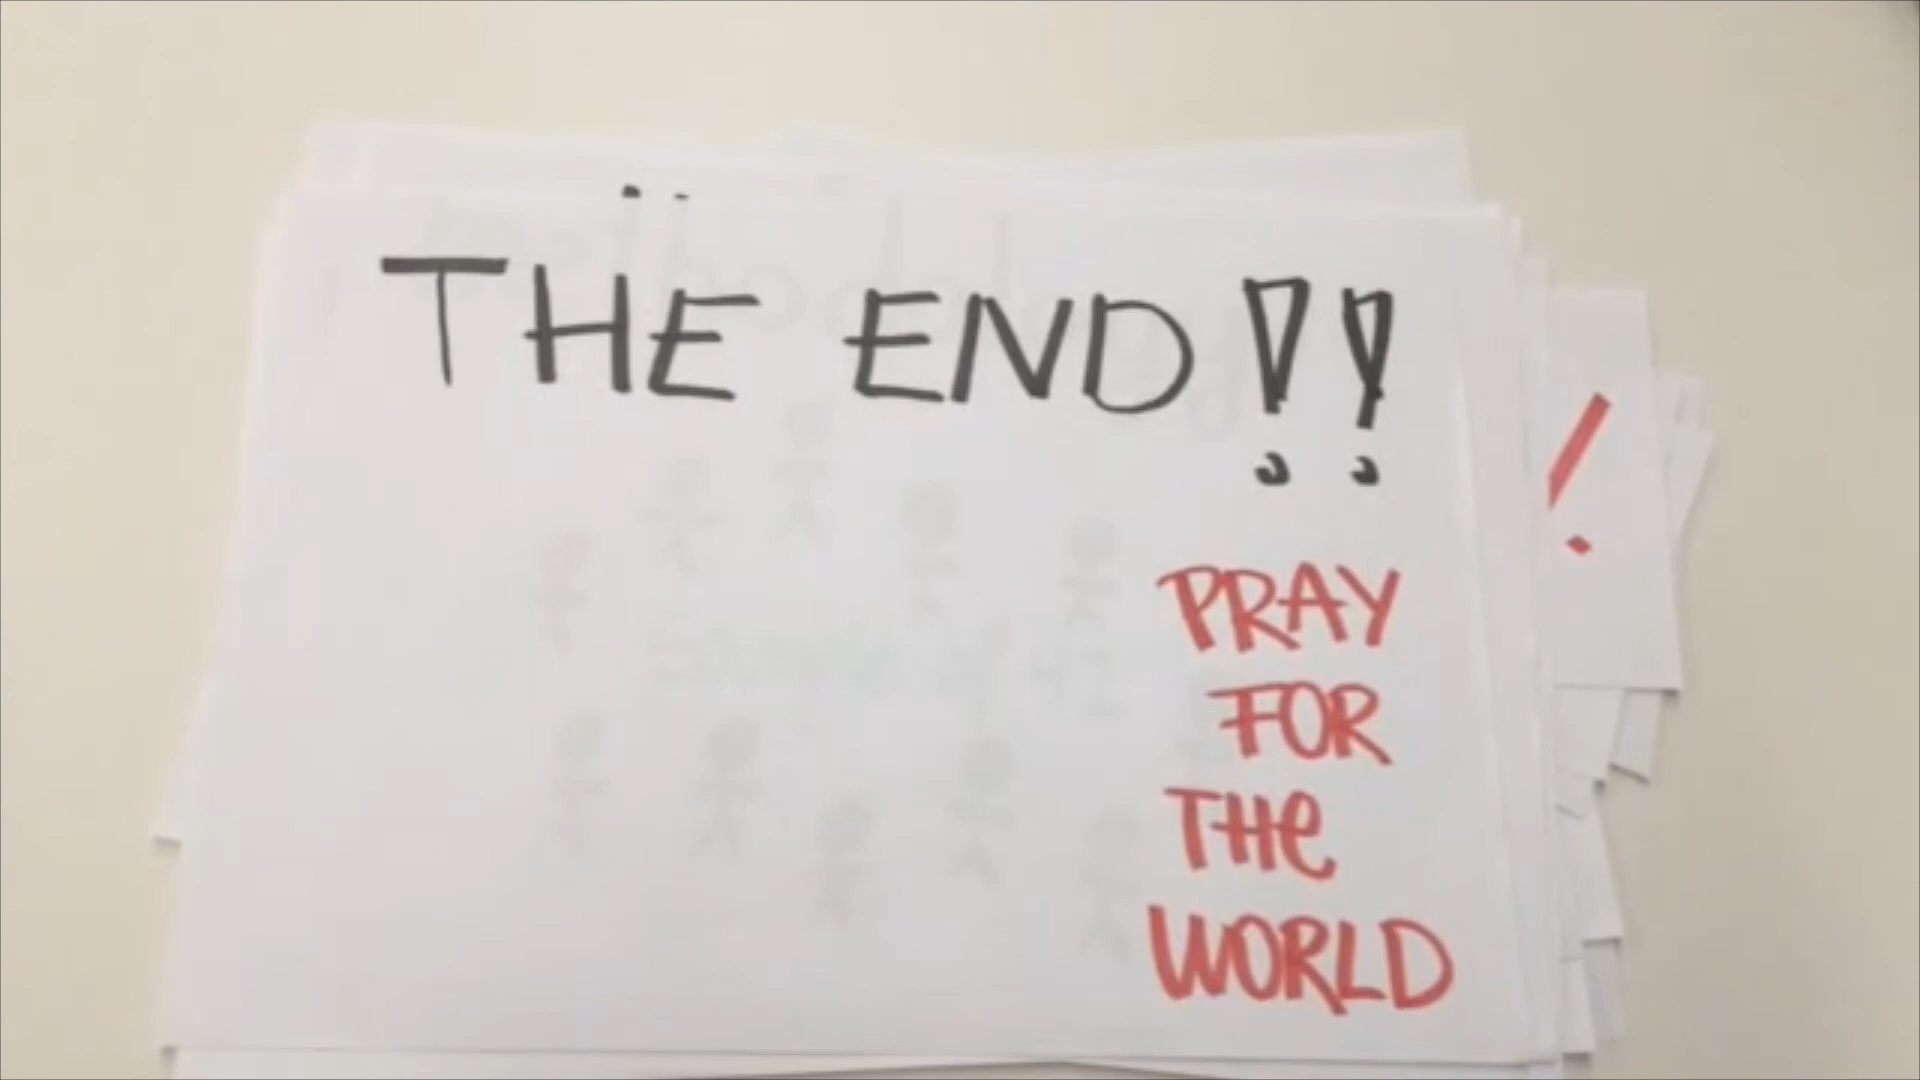 THE END!!
PRAY
FOR
THE
WORLD
!